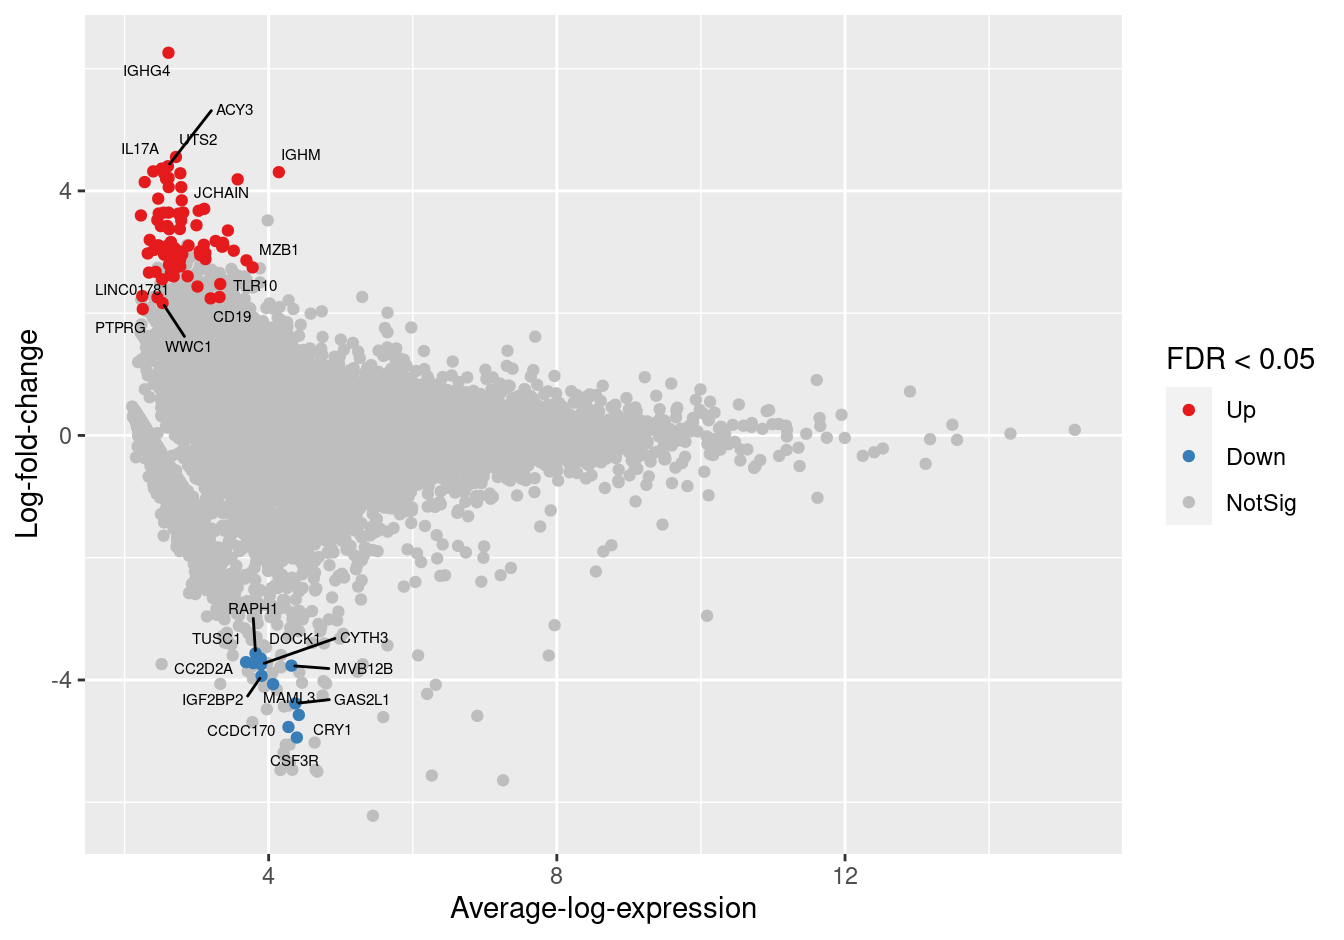 IGHG4
ACY3
UTS2
IL17A
IGHM
JCHAIN
MZB1
TLR10
LINC01781
CD19
PTPRG
WWC1
RAPH1
TUSC1
DOCK1
CYTH3
CC2D2A
MVB12B
IGF2BP2
MAML3
GAS2L1
CCDC170
CRY1
CSF3R
4
0
-4
4
8
12
Average-log-expression
Log-fold-change
FDR < 0.05
Up
Down
NotSig